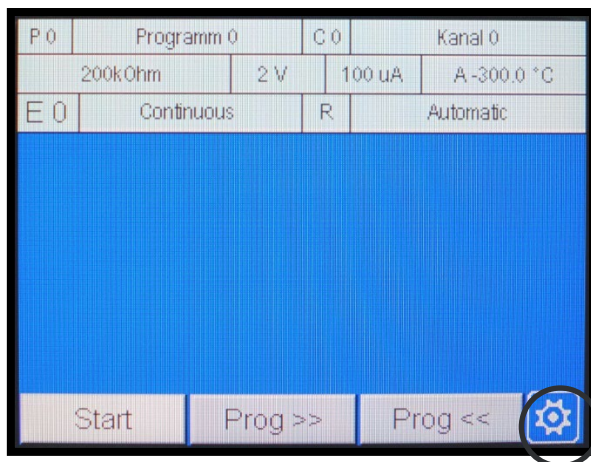 P 0 Programm 0 C 0 Kanal 0
200kOhm 2 V 100 uA A -300.0 °C
E 0 Continuous R Automatic
Start Prog >> Prog <<